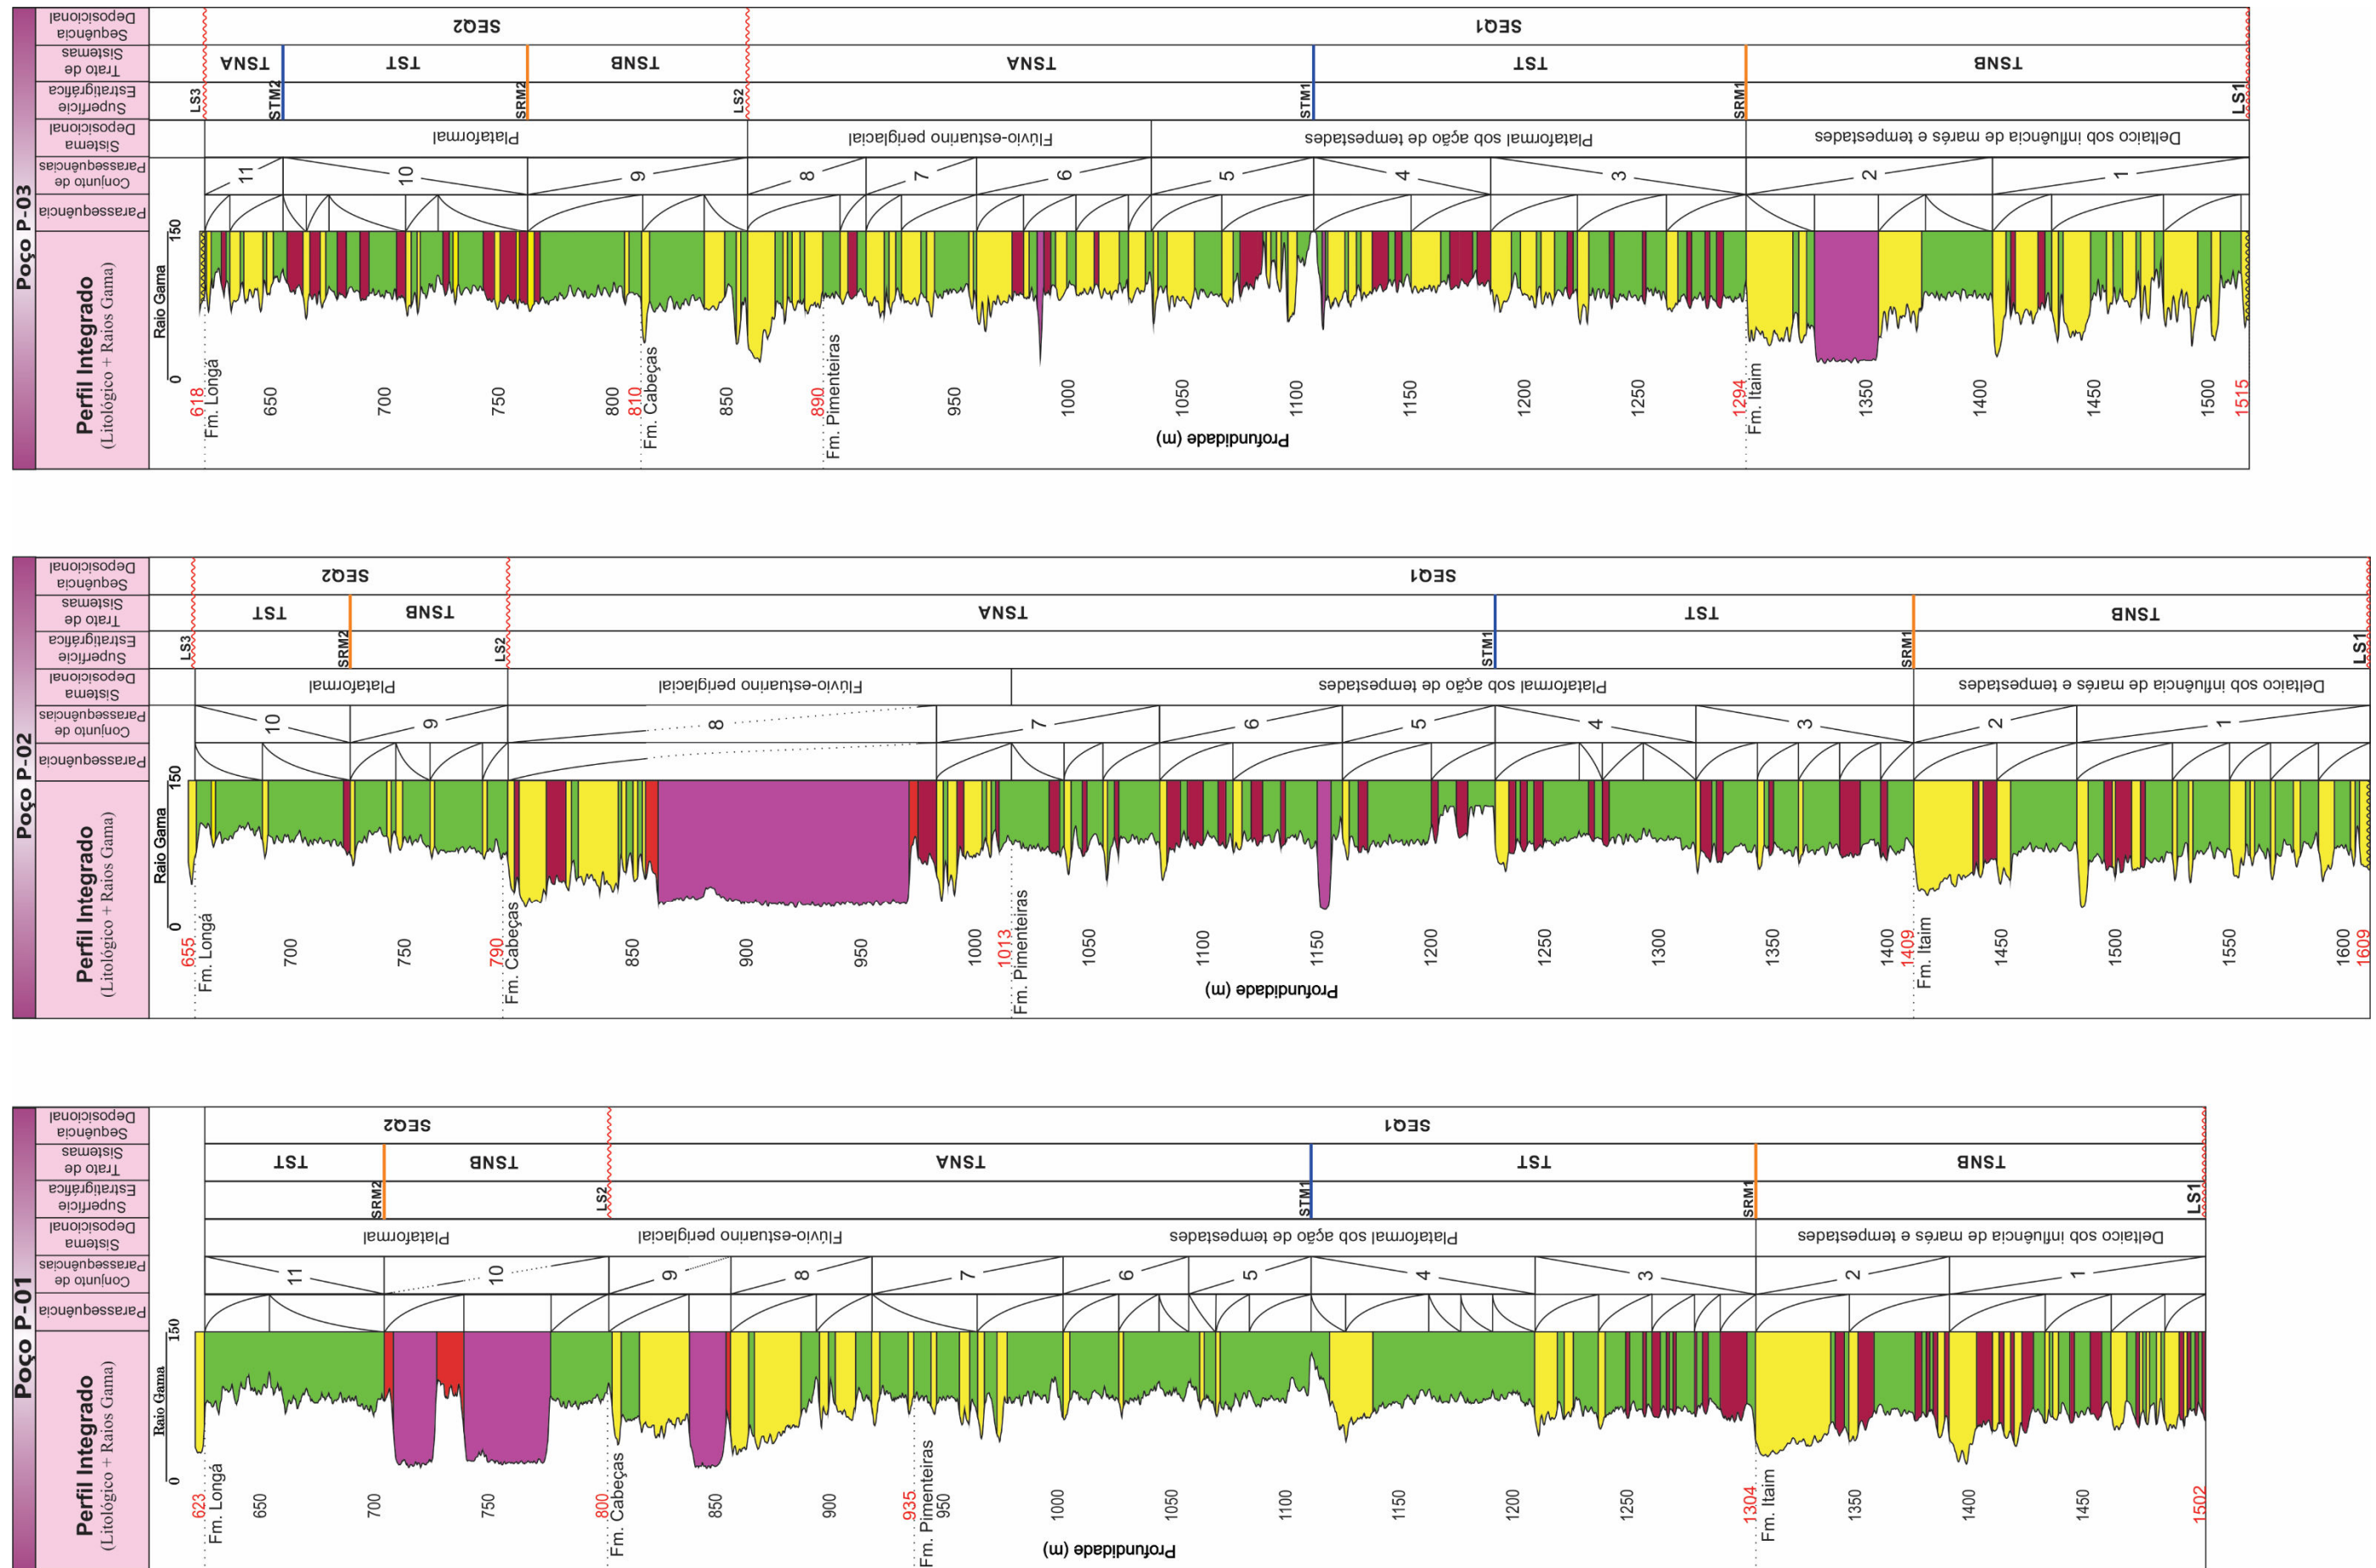 Poço P-03
Perfil Integrado
(Litológico + Raios Gama)
Parassequência
Conjunto de
Parassequências
Sistema
Deposicional
Superfície
Estratigráfica
Trato de
Sistemas
Sequência
Deposicional
Raio Gama
0
150
618
Fm. Longá
650
700
750
800
810
Fm. Cabeças
850
890
Fm. Pimenteiras
950
1000
1050
1100
1150
1200
1250
1294
Fm. Itaim
1350
1400
1450
1500
1515
Profundidade (m)
11
10
9
8
7
6
5
4
3
2
1
Plataformal
Flúvio-estuarino periglacial
Plataformal sob ação de tempestades
Deltaico sob influência de marés e tempestades
LS3
STM2
SRM2
LS2
STM1
SRM1
LS1
TSNA
TST
TSNB
TSNA
TST
TSNB
SEQ2
SEQ1
Poço P-02
Perfil Integrado
(Litológico + Raios Gama)
Parassequência
Conjunto de
Parassequências
Sistema
Deposicional
Superfície
Estratigráfica
Trato de
Sistemas
Sequência
Deposicional
Raio Gama
0
150
655
Fm. Longá
700
750
790
Fm. Cabeças
850
900
950
1000
1013
Fm. Pimenteiras
1050
1100
1150
1200
1250
1300
1350
1400
1409
Fm. Itaim
1450
1500
1550
1600
1609
Profundidade (m)
10
9
8
7
6
5
4
3
2
1
Plataformal
Flúvio-estuarino periglacial
Plataformal sob ação de tempestades
Deltaico sob influência de marés e tempestades
LS3
SRM2
LS2
STM1
SRM1
LS1
TST
TSNB
TSNA
TST
TSNB
SEQ2
SEQ1
Poço P-01
Perfil Integrado
(Litológico + Raios Gama)
Parassequência
Conjunto de
Parassequências
Sistema
Deposicional
Superfície
Estratigráfica
Trato de
Sistemas
Sequência
Deposicional
Raio Gama
0
150
623
Fm. Longá
650
700
750
800
Fm. Cabeças
850
900
935
Fm. Pimenteiras
950
1000
1050
1100
1150
1200
1250
1304
Fm. Itaim
1350
1400
1450
1502
Profundidade (m)
11
10
9
8
7
6
5
4
3
2
1
Plataformal
Flúvio-estuarino periglacial
Plataformal sob ação de tempestades
Deltaico sob influência de marés e tempestades
SRM2
LS2
STM1
SRM1
LS1
TST
TSNB
TSNA
TST
TSNB
SEQ2
SEQ1